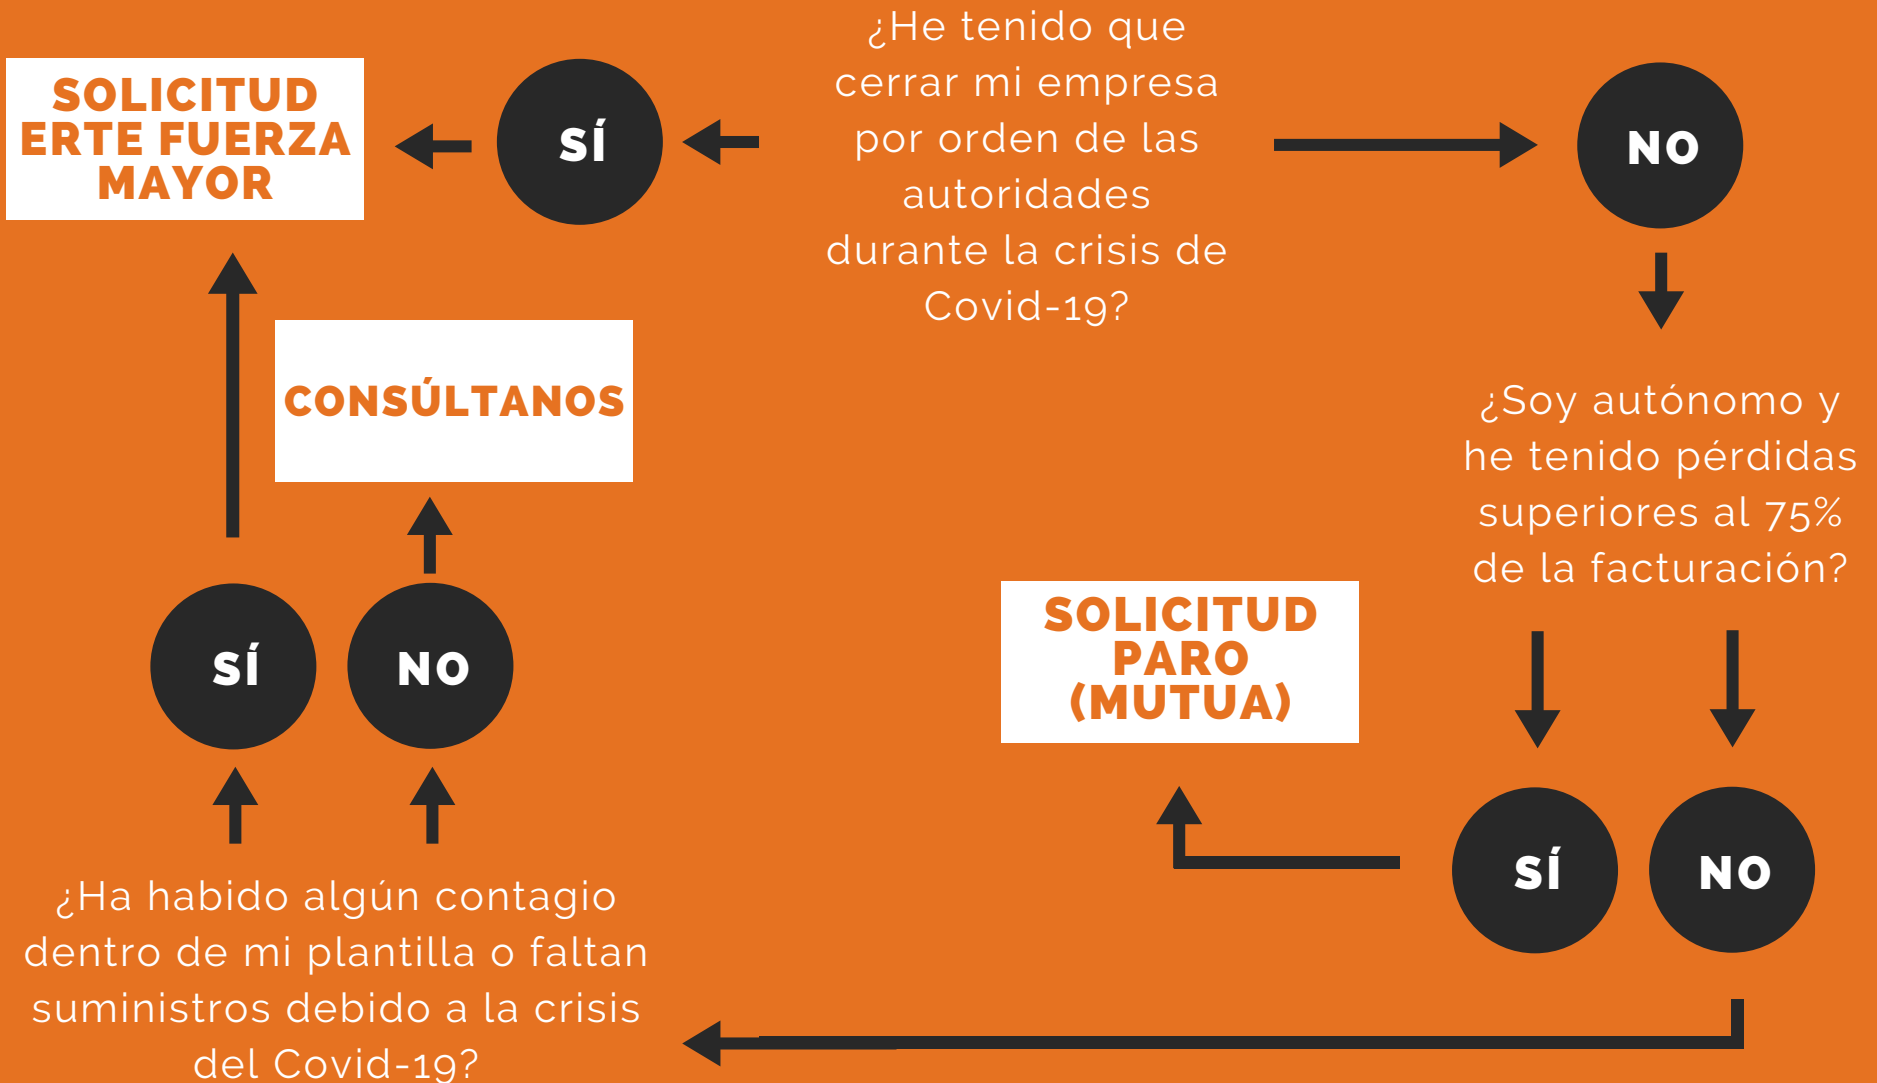 ¿He tenido que
cerrar mi empresa
por orden de las
autoridades
durante la crisis de
Covid-19?
SÍ
SOLICITUD
ERTE FUERZA
MAYOR
NO
¿Soy autónomo y
he tenido pérdidas
superiores al 75%
de la facturación?
SÍ
NO
SOLICITUD
PARO
(MUTUA)
¿Ha habido algún contagio
dentro de mi plantilla o faltan
suministros debido a la crisis
del Covid-19?
SÍ
NO
CONSÚLTANOS